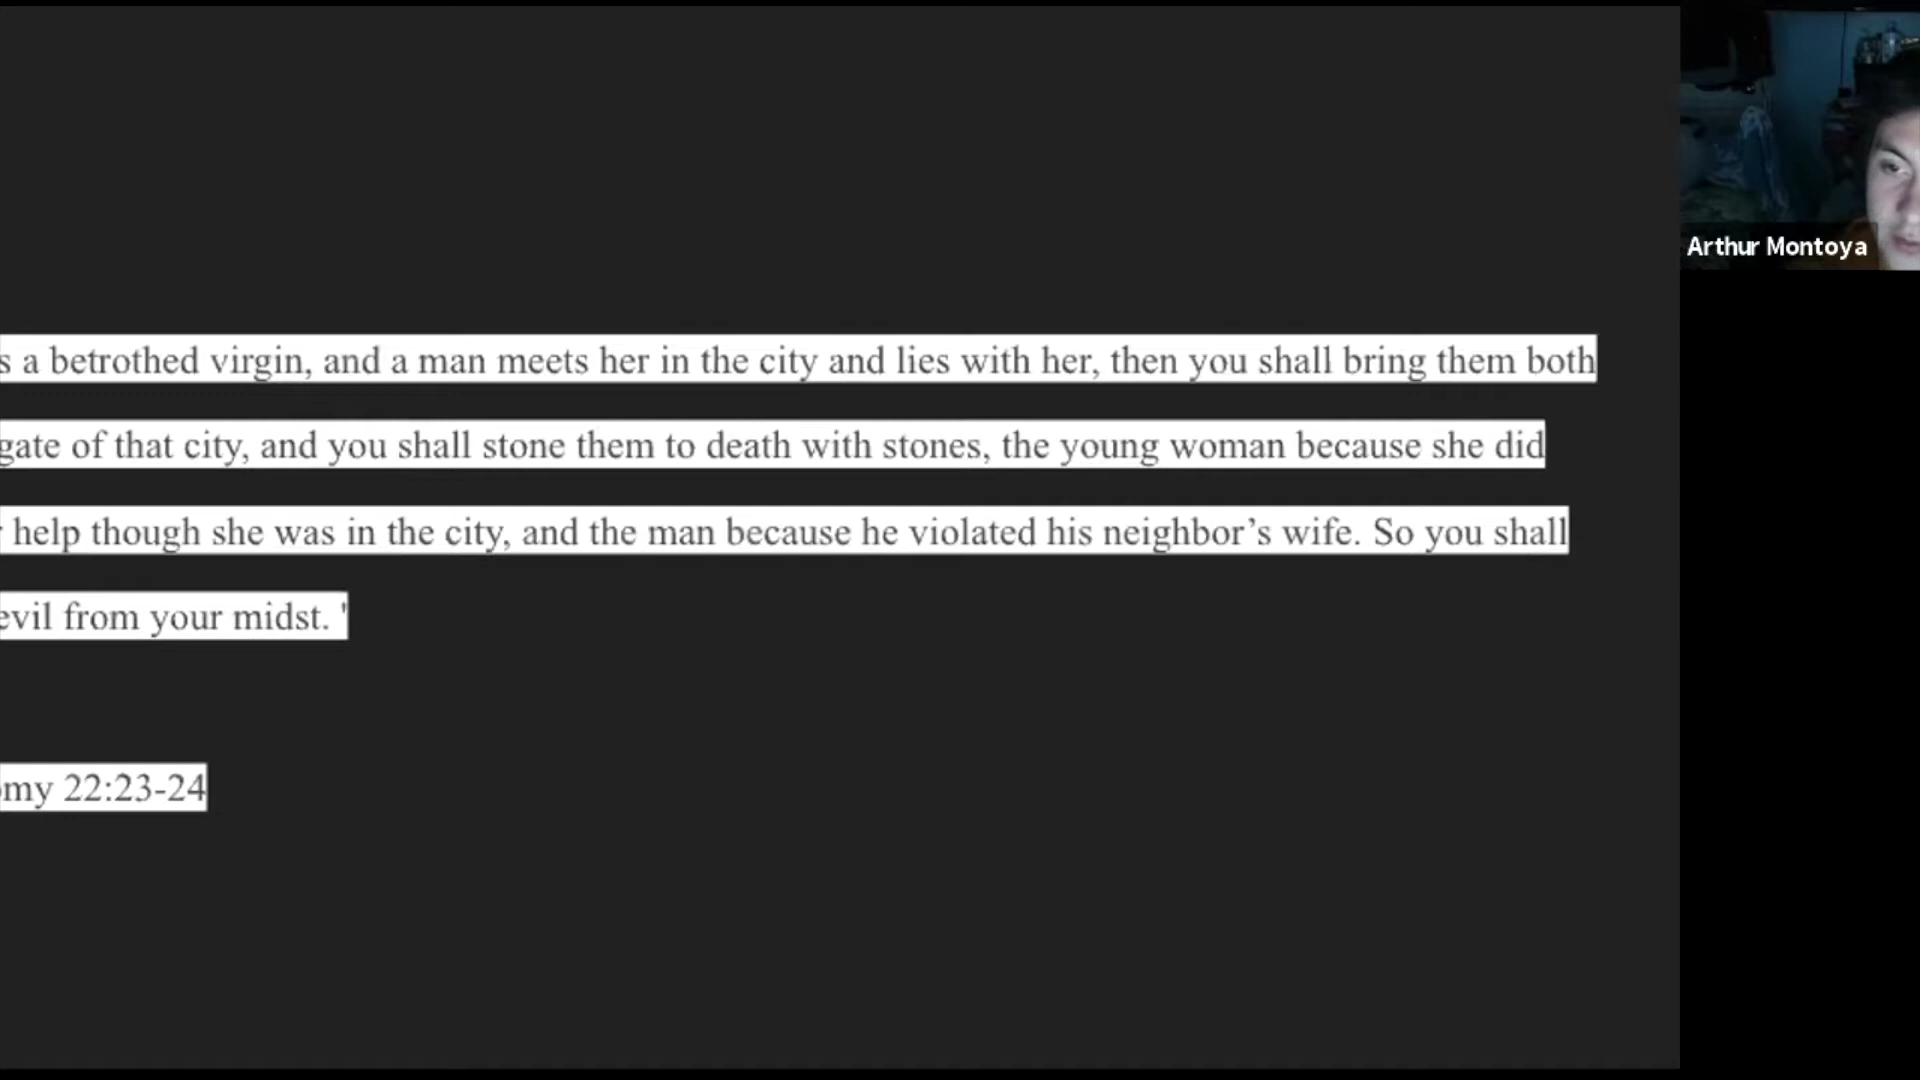 s a betrothed virgin, and a man meets her in the city and lies with her, then you shall bring them both
gate of that city, and you shall stone them to death with stones, the young woman because she did
help though she was in the city, and the man because he violated his neighbor’s wife. So you shall
evil from your midst. '
omy 22:23-24
Arthur Montoya